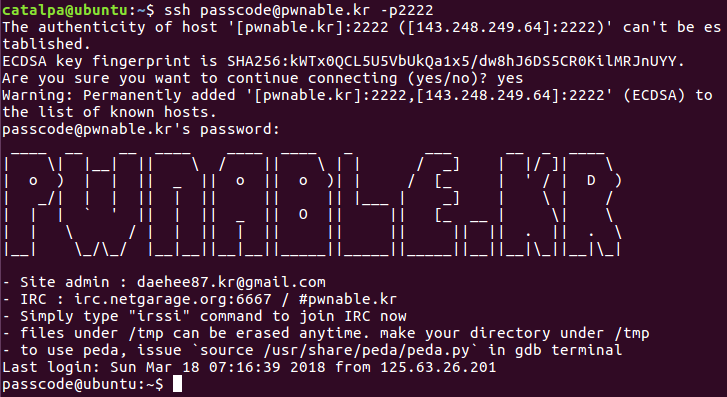 catalpa@ubuntu:~$ ssh passcode@pwnable.kr -p2222
The authenticity of host '[pwnable.kr]:2222 ([143.248.249.64]:2222)' can't be es
tablished.
ECDSA key fingerprint is SHA256:kWTx0QCL5U5VbUkQa1x5/dw8hJ6DS5CR0KilMRJnUYY.
Are you sure you want to continue connecting (yes/no)? yes
Warning: Permanently added '[pwnable.kr]:2222,[143.248.249.64]:2222' (ECDSA) to
the list of known hosts.
passcode@pwnable.kr's password:
PWNABLE.KR
- Site admin : daehee87.kr@gmail.com
- IRC : irc.netgarage.org:6667 / #pwnable.kr
- Simply type "irssi" command to join IRC now
- files under /tmp can be erased anytime. make your directory under /tmp
- to use peda, issue `source /usr/share/peda/peda.py` in gdb terminal
Last login: Sun Mar 18 07:16:39 2018 from 125.63.26.201
passcode@ubuntu:~$